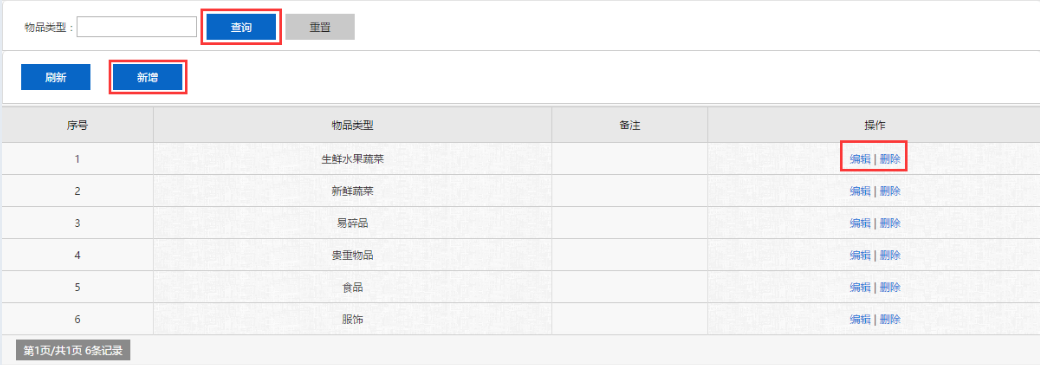 物品类型： 查询 重置
刷新 新增
序号 物品类型 备注 操作
1 生鲜水果蔬菜 编辑 | 删除
2 新鲜蔬菜 编辑 | 删除
3 易碎品 编辑 | 删除
4 贵重物品 编辑 | 删除
5 食品 编辑 | 删除
6 服饰 编辑 | 删除
第1页/共1页 6条记录